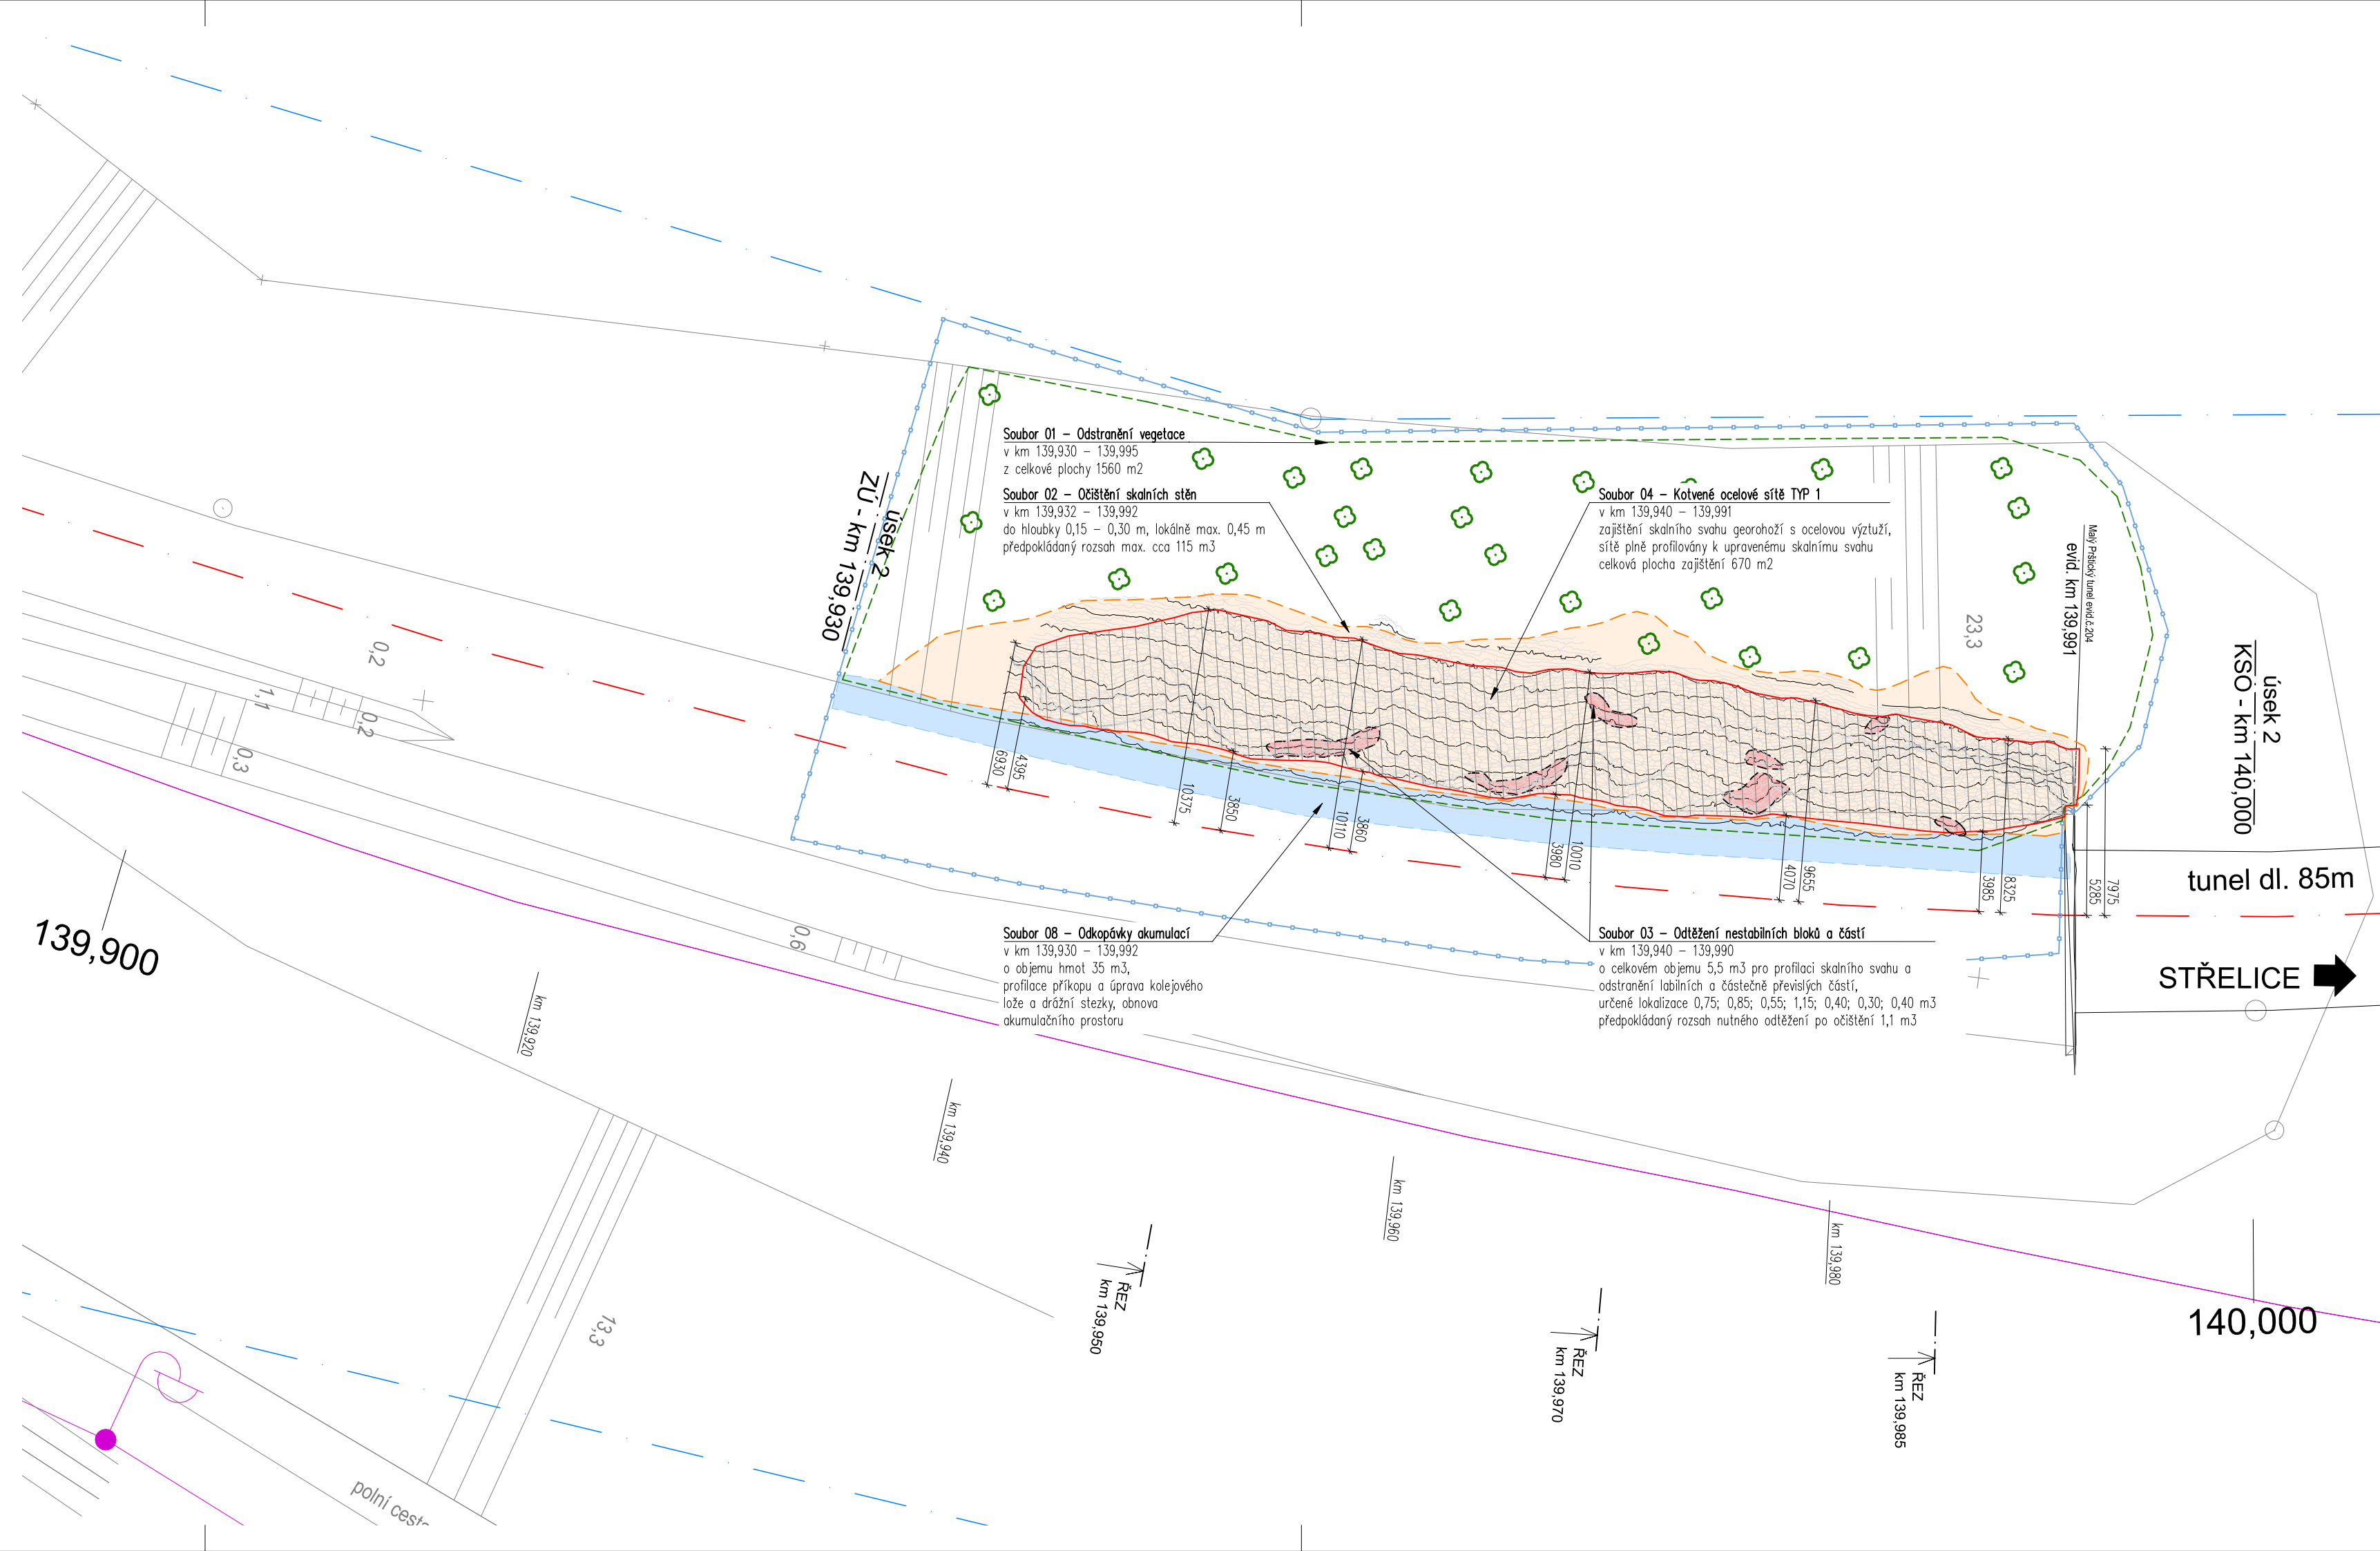 Soubor 01 – Odstranění vegetace
v km 139,930 – 139,995
z celkové plochy 1560 m2
Soubor 02 – Očištění skalních stěn
v km 139,932 – 139,992
do hloubky 0,15 – 0,30 m, lokálně max. 0,45 m
předpokládaný rozsah max. cca 115 m3
Soubor 04 – Kotvené ocelové sítě TYP 1
v km 139,940 – 139,991
zajištění skalního svahu georohoží s ocelovou výztuží,
sítě plně profilovány k upravenému skalnímu svahu
celková plocha zajištění 670 m2
úsek 2
ZÚ - km 139,930
Malý Prštický tunel evid.č.204
evid. km 139,991
23,3
úsek 2
KSO - km 140,000
0,2
1,1
0,2
0,3
0,6
6930
4395
10375
3850
10110
3860
3980
10010
4070
9655
3985
8325
5285
7975
tunel dl. 85m
STŘELICE
Soubor 08 – Odkopávky akumulací
v km 139,930 – 139,992
o objemu hmot 35 m3,
profilace příkopu a úprava kolejového
lože a drážní stezky, obnova
akumulačního prostoru
Soubor 03 – Odtěžení nestabilních bloků a částí
v km 139,940 – 139,990
o celkovém objemu 5,5 m3 pro profilaci skalního svahu a
odstranění labilních a částečně převislých částí,
určené lokalizace 0,75; 0,85; 0,55; 1,15; 0,40; 0,30; 0,40 m3
předpokládaný rozsah nutného odtěžení po očištění 1,1 m3
139,900
km 139,920
km 139,940
km 139,960
km 139,980
140,000
ŘEZ
km 139,950
ŘEZ
km 139,970
ŘEZ
km 139,985
13,3
polní cesta